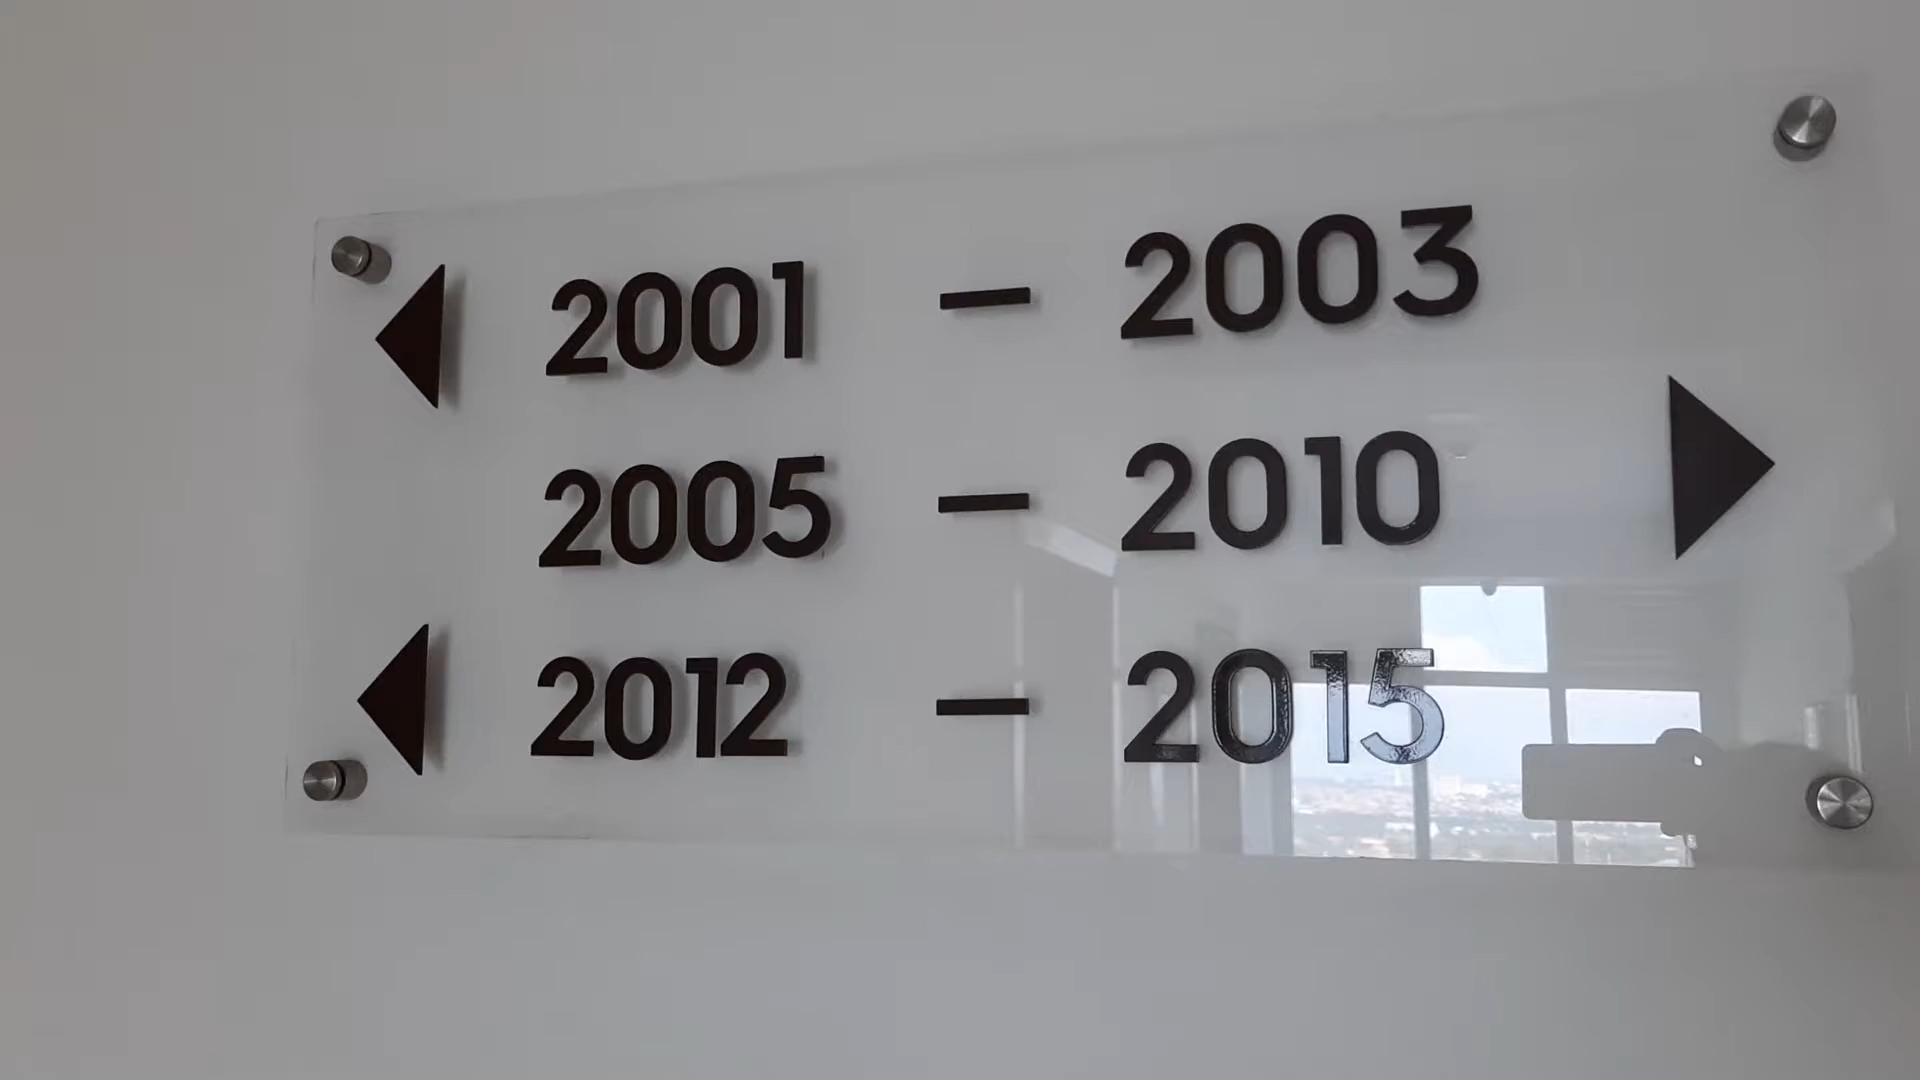 ◀ 2001 – 2003
2005 – 2010 ▶
◀ 2012 – 2015